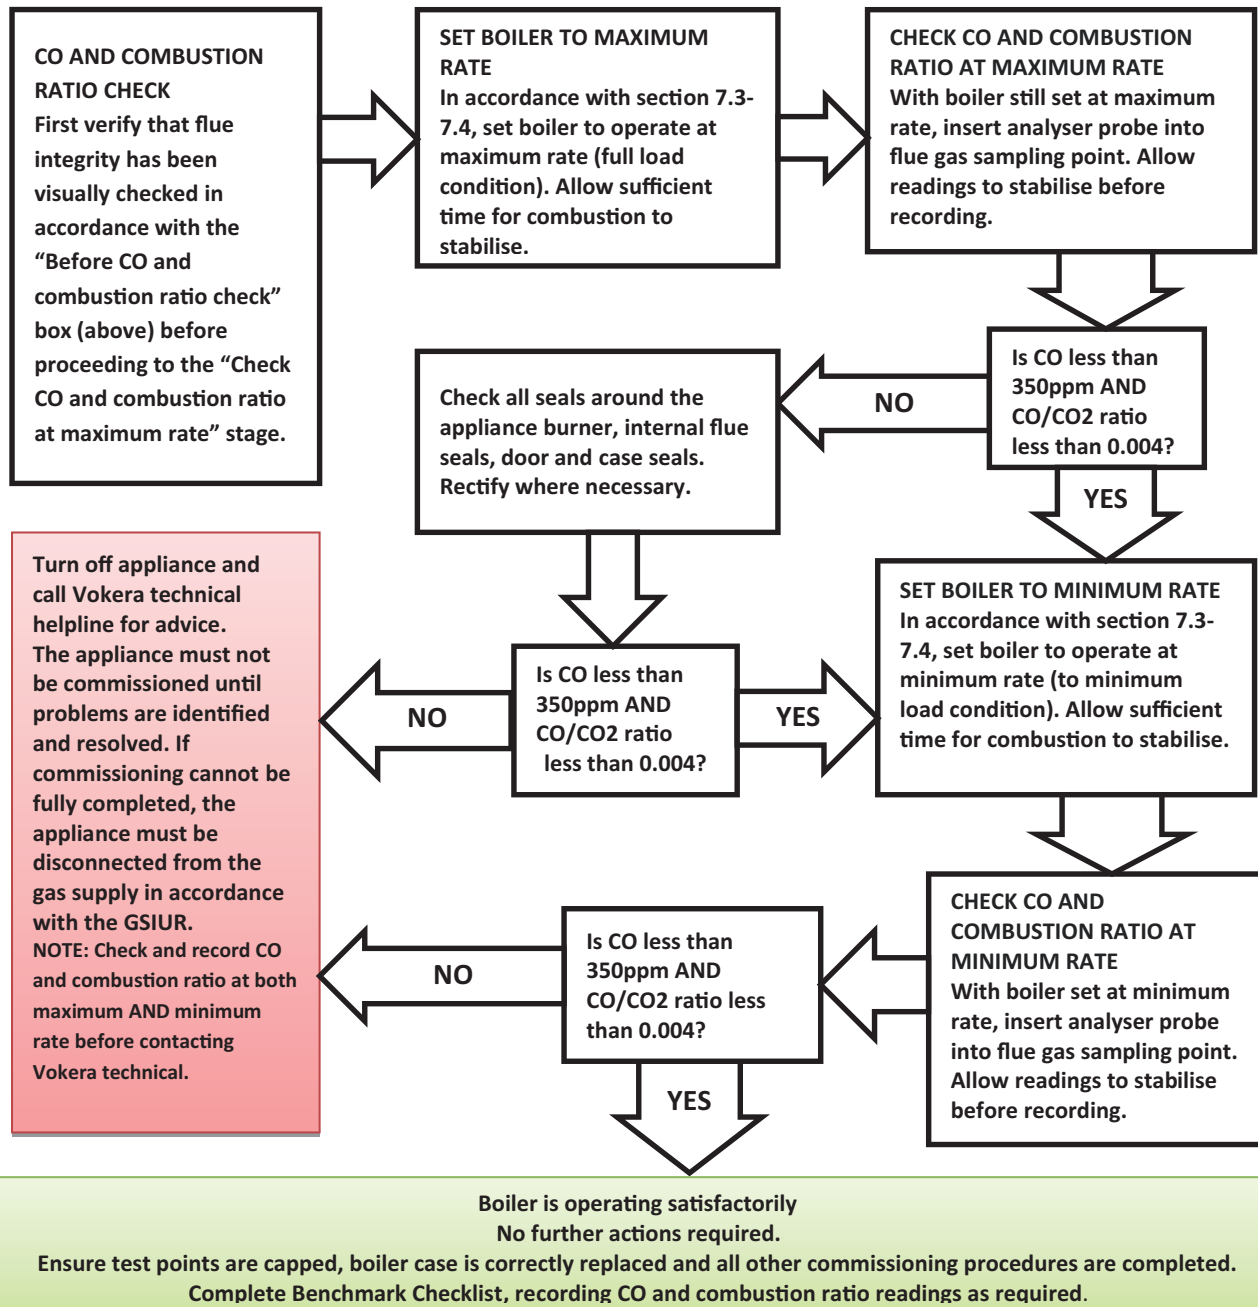 CO AND COMBUSTION
RATIO CHECK
First verify that flue
integrity has been
visually checked in
accordance with the
“Before CO and
combustion ratio check”
box (above) before
proceeding to the “Check
CO and combustion ratio
at maximum rate” stage.
SET BOILER TO MAXIMUM
RATE
In accordance with section 7.3-
7.4, set boiler to operate at
maximum rate (full load
condition). Allow sufficient
time for combustion to
stabilise.
CHECK CO AND COMBUSTION
RATIO AT MAXIMUM RATE
With boiler still set at maximum
rate, insert analyser probe into
flue gas sampling point. Allow
readings to stabilise before
recording.
Is CO less than
350ppm AND
CO/CO2 ratio
less than 0.004?
NO
YES
Check all seals around the
appliance burner, internal flue
seals, door and case seals.
Rectify where necessary.
Is CO less than
350ppm AND
CO/CO2 ratio
less than 0.004?
NO
YES
SET BOILER TO MINIMUM RATE
In accordance with section 7.3-
7.4, set boiler to operate at
minimum rate (to minimum
load condition). Allow sufficient
time for combustion to stabilise.
Turn off appliance and
call Vokera technical
helpline for advice.
The appliance must not
be commissioned until
problems are identified
and resolved. If
commissioning cannot be
fully completed, the
appliance must be
disconnected from the
gas supply in accordance
with the GSIUR.
NOTE: Check and record CO
and combustion ratio at both
maximum AND minimum
rate before contacting
Vokera technical.
CHECK CO AND
COMBUSTION RATIO AT
MINIMUM RATE
With boiler set at minimum
rate, insert analyser probe
into flue gas sampling point.
Allow readings to stabilise
before recording.
Is CO less than
350ppm AND
CO/CO2 ratio less
than 0.004?
NO
YES
Boiler is operating satisfactorily
No further actions required.
Ensure test points are capped, boiler case is correctly replaced and all other commissioning procedures are completed.
Complete Benchmark Checklist, recording CO and combustion ratio readings as required.